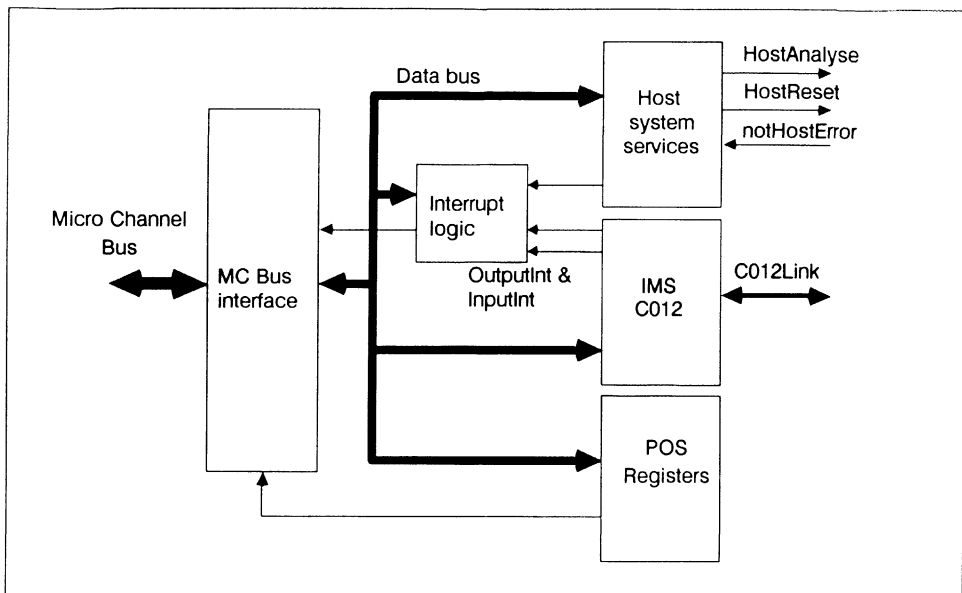 HostAnalyse
Data bus
HostReset
Host
system
services
notHostError
Interrupt
logic
Micro Channel
Bus
MC Bus
interface
OutputInt &
InputInt
IMS
C012
C012Link
POS
Registers